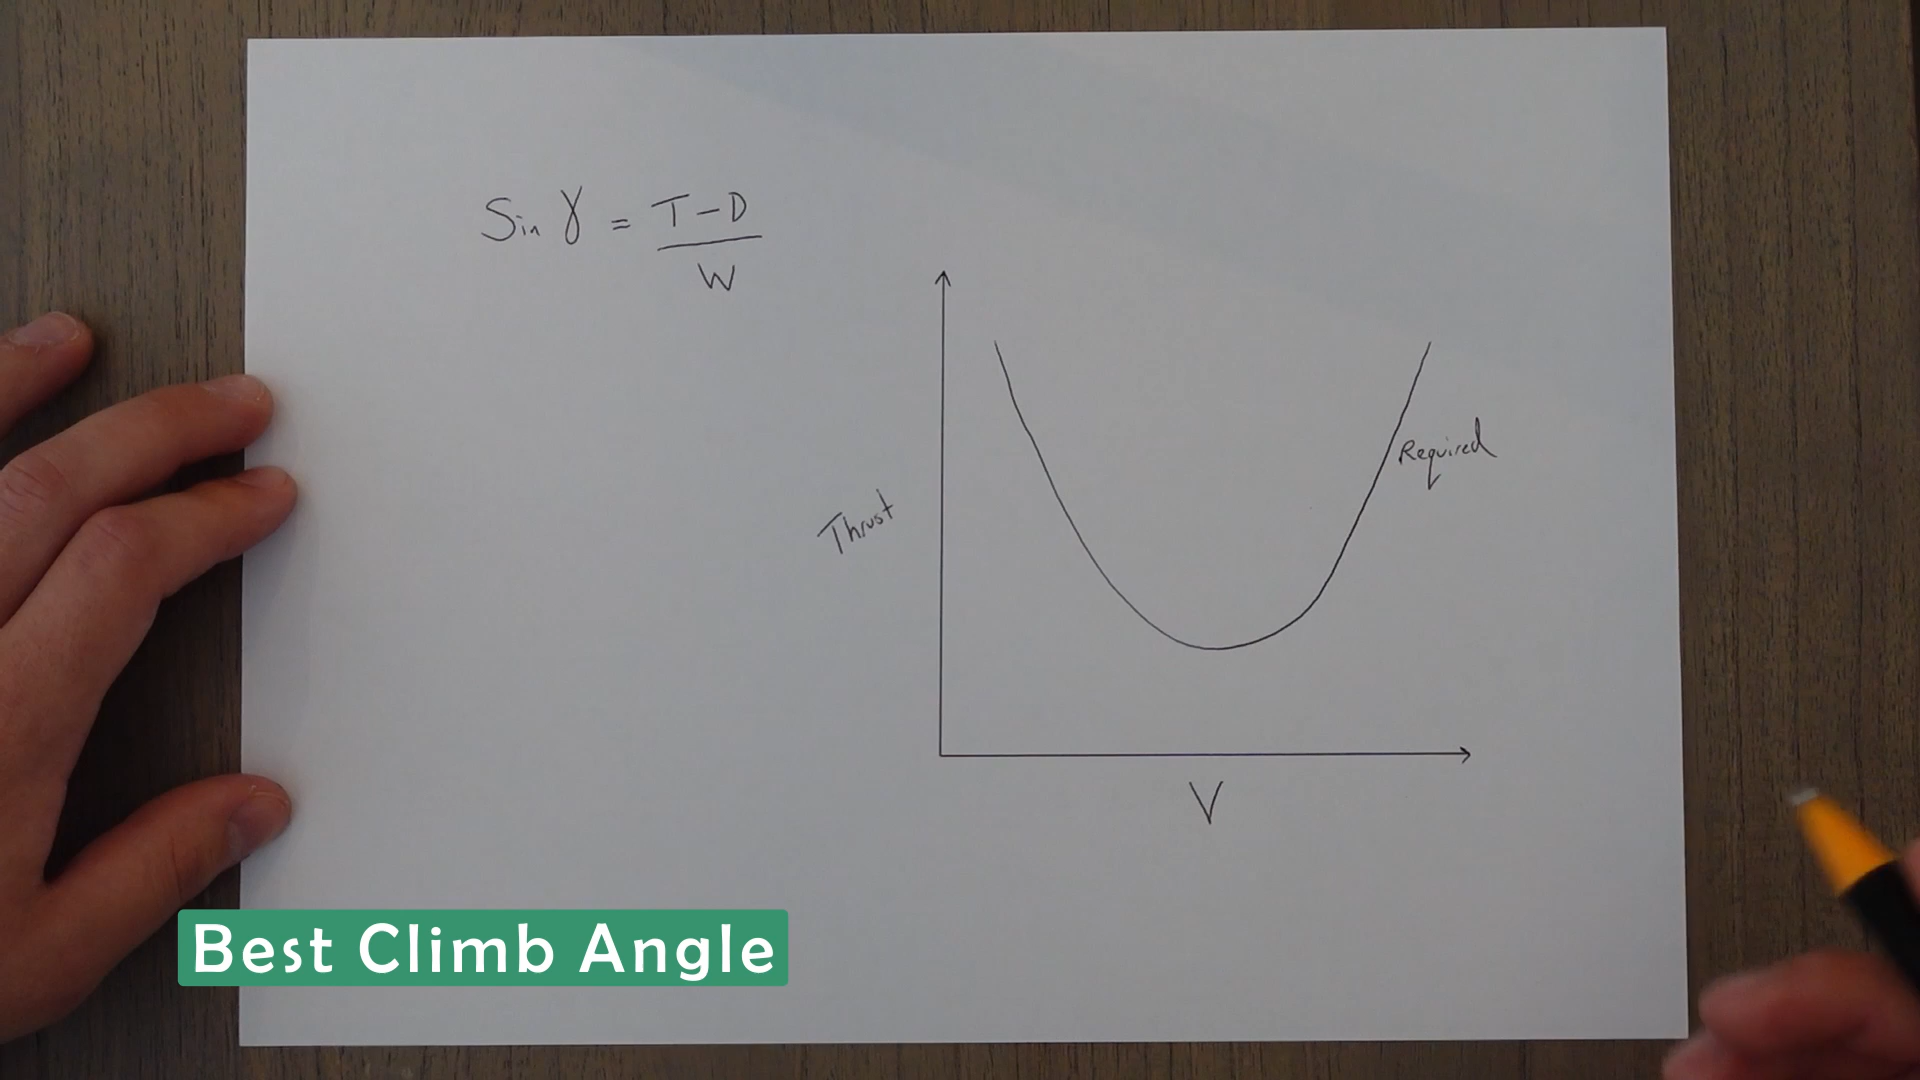 Sin γ = T - D
W
Required
Thrust
V
Best Climb Angle